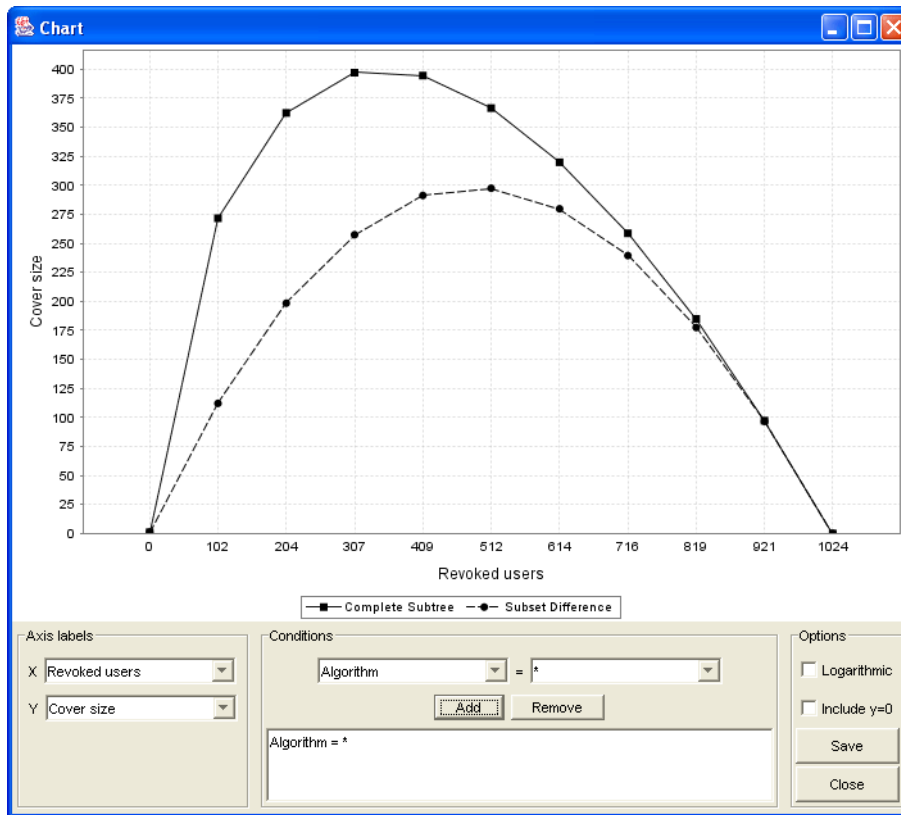 Chart
400
375
350
325
300
275
250
225
200
175
150
125
100
75
50
25
0
Cover size
0 102 204 307 409 512 614 716 819 921 1024
Revoked users
Complete Subtree Subset Difference
Axis labels
X Revoked users
Y Cover size
Conditions
Algorithm = *
Add Remove
Algorithm = *
Options
Logarithmic
Include y=0
Save
Close